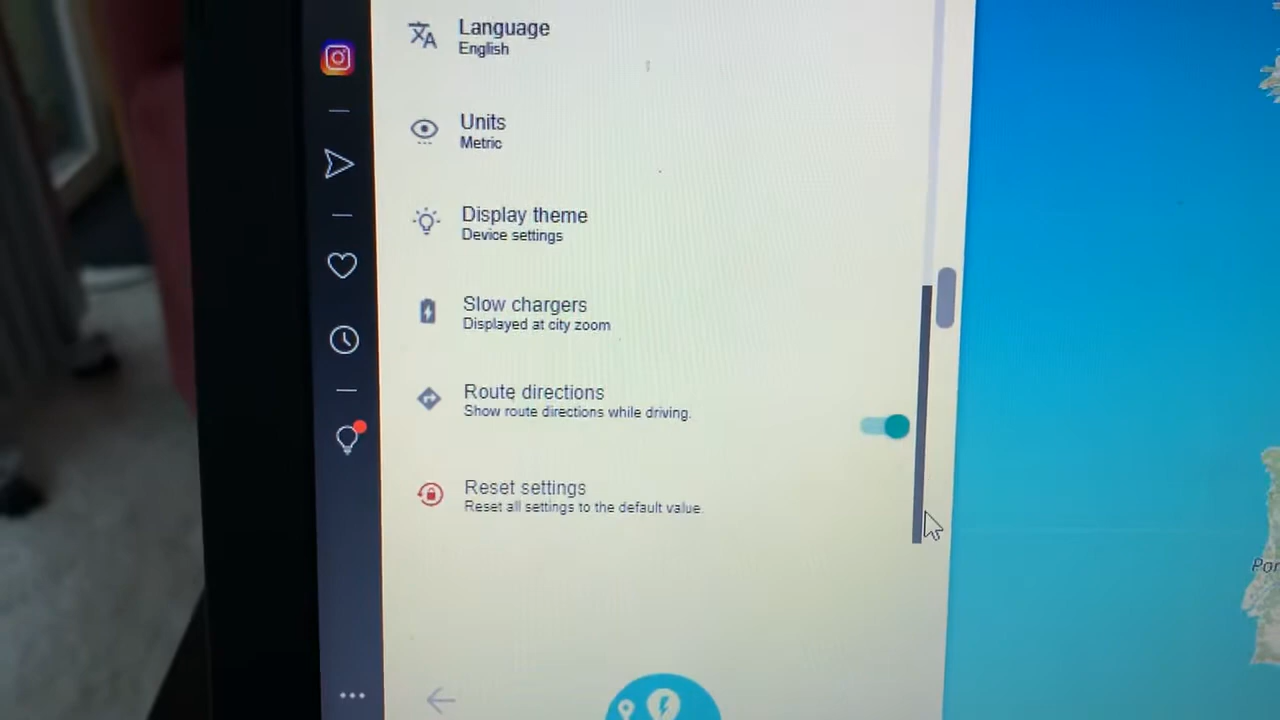 Language
English
Units
Metric
Display theme
Device settings
Slow chargers
Displayed at city zoom
Route directions
Show route directions while driving.
Reset settings
Reset all settings to the default value.
Por